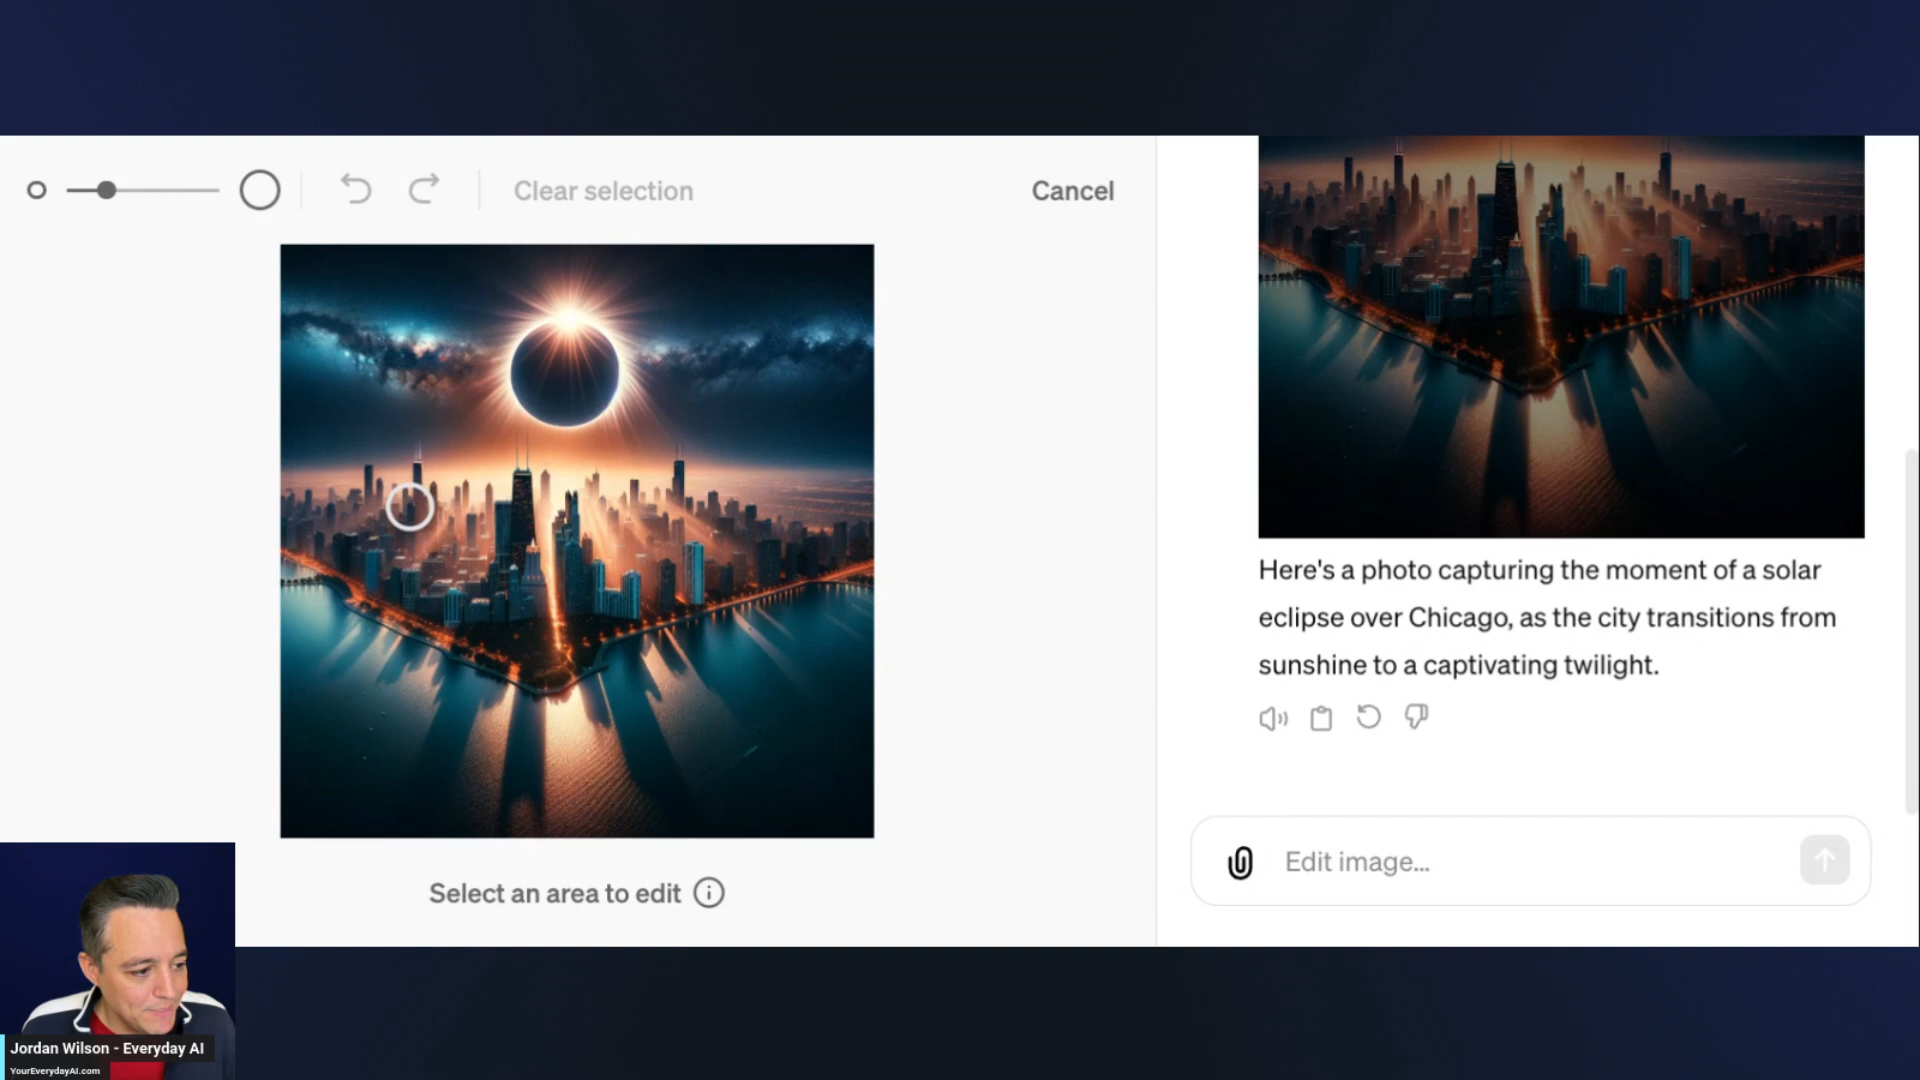 Clear selection
Cancel
Select an area to edit
Here's a photo capturing the moment of a solar
eclipse over Chicago, as the city transitions from
sunshine to a captivating twilight.
Edit image...
Jordan Wilson - Everyday AI
YourEverydayAI.com